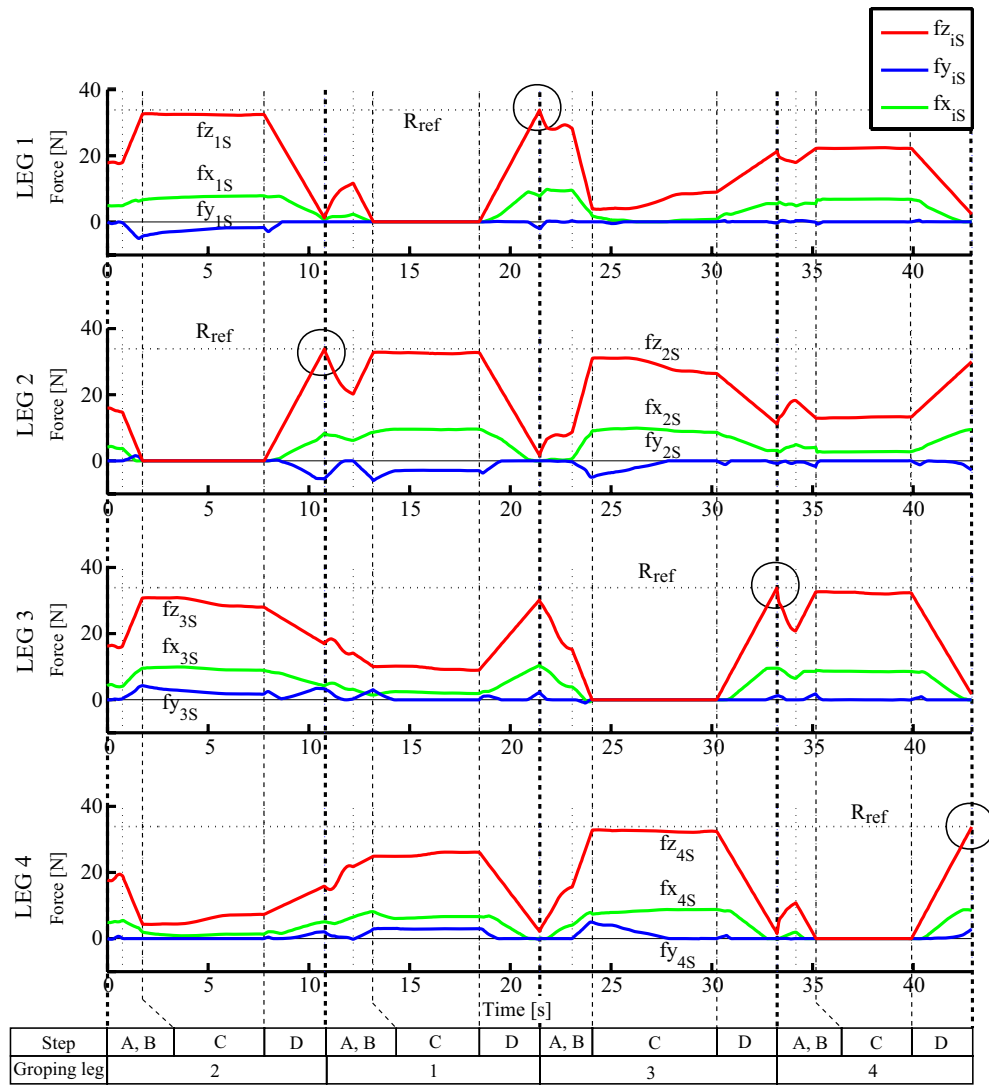 fz_iS
fy_iS
fx_iS
LEG 1
Force [N]
40
20
0
fz_1S
fx_1S
fy_1S
R_ref
0 5 10 15 20 25 30 35 40
LEG 2
Force [N]
40
20
0
R_ref
fz_2S
fx_2S
fy_2S
0 5 10 15 20 25 30 35 40
LEG 3
Force [N]
40
20
0
fz_3S
fx_3S
fy_3S
R_ref
0 5 10 15 20 25 30 35 40
LEG 4
Force [N]
40
20
0
R_ref
fz_4S
fx_4S
fy_4S
0 5 10 15 20 25 30 35 40
Time [s]
Step A, B C D A, B C D A, B C D A, B C D
Groping leg 2 1 3 4